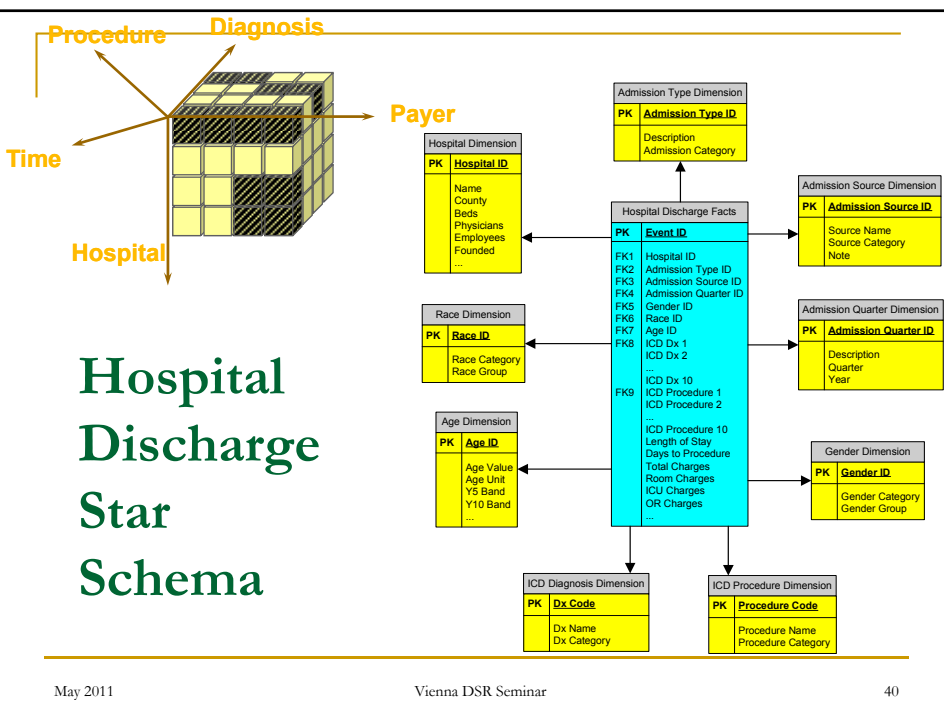 Procedure
Diagnosis
Payer
Time
Hospital
Hospital
Discharge
Star
Schema
Admission Type Dimension
PK Admission Type ID
Description
Admission Category
Hospital Dimension
PK Hospital ID
Name
County
Beds
Physicians
Employees
Founded
...
Race Dimension
PK Race ID
Race Category
Race Group
Age Dimension
PK Age ID
Age Value
Age Unit
Y5 Band
Y10 Band
...
Hospital Discharge Facts
PK Event ID
FK1 Hospital ID
FK2 Admission Type ID
FK3 Admission Source ID
FK4 Admission Quarter ID
FK5 Gender ID
FK6 Race ID
FK7 Age ID
FK8 ICD Dx 1
ICD Dx 2
...
ICD Dx 10
FK9 ICD Procedure 1
ICD Procedure 2
...
ICD Procedure 10
Length of Stay
Days to Procedure
Total Charges
Room Charges
ICU Charges
OR Charges
...
Admission Source Dimension
PK Admission Source ID
Source Name
Source Category
Note
Admission Quarter Dimension
PK Admission Quarter ID
Description
Quarter
Year
Gender Dimension
PK Gender ID
Gender Category
Gender Group
ICD Diagnosis Dimension
PK Dx Code
Dx Name
Dx Category
ICD Procedure Dimension
PK Procedure Code
Procedure Name
Procedure Category
May 2011
Vienna DSR Seminar
40